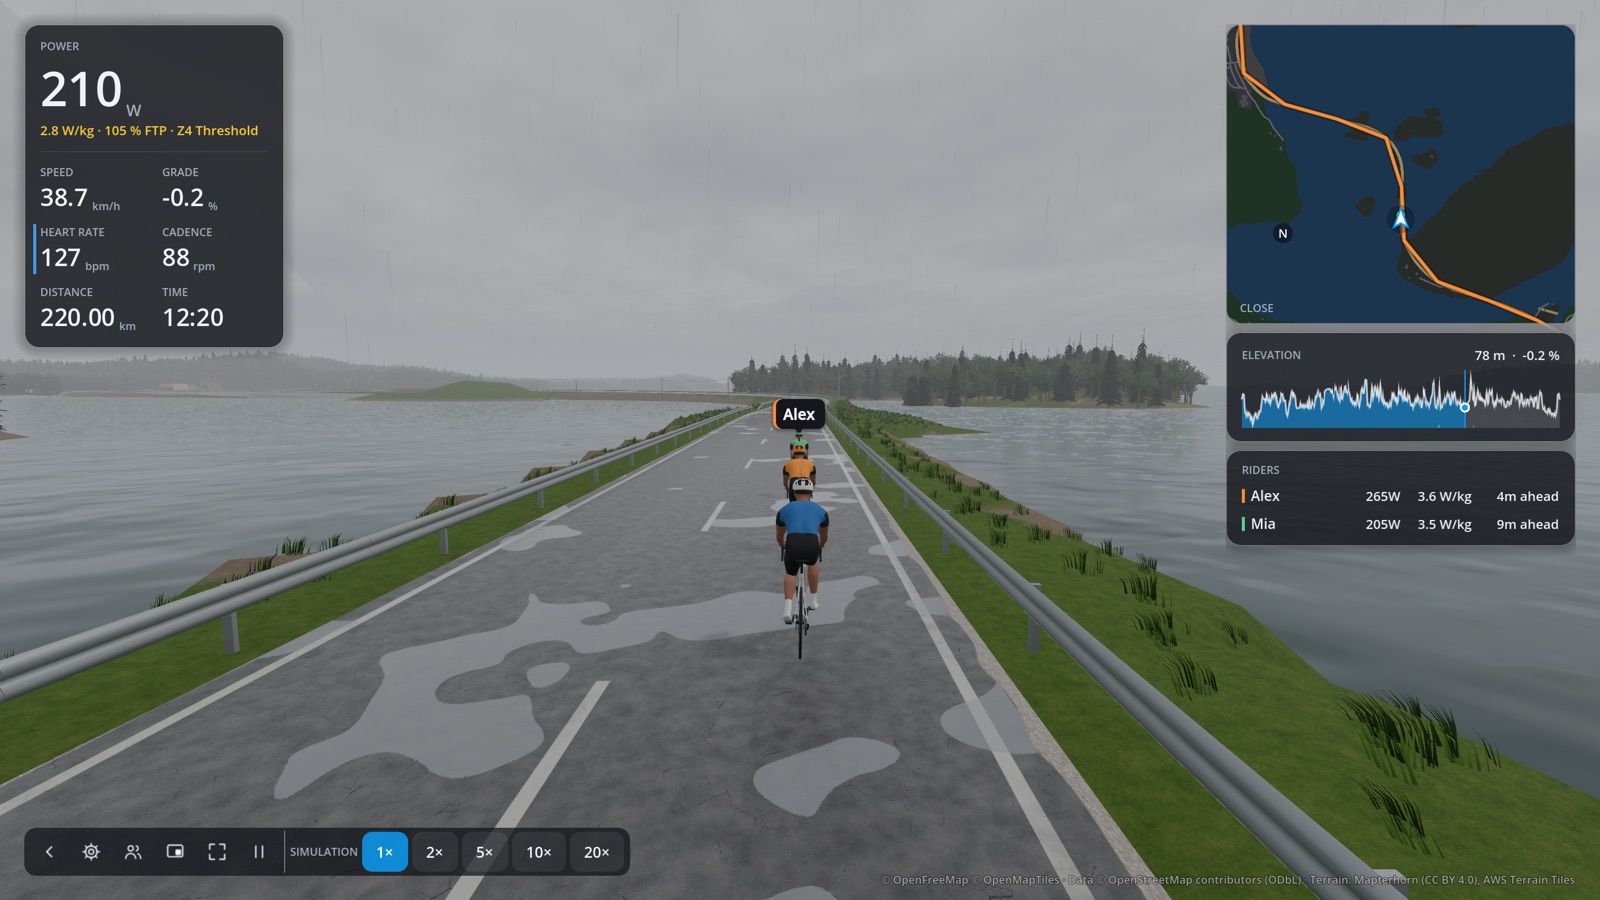 POWER
210 W
2.8 W/kg · 105 % FTP · Z4 Threshold
SPEED GRADE
38.7 km/h -0.2 %
HEART RATE CADENCE
127 bpm 88 rpm
DISTANCE TIME
220.00 km 12:20
Alex
N
CLOSE
ELEVATION 78 m · -0.2 %
RIDERS
Alex 265W 3.6 W/kg 4m ahead
Mia 205W 3.5 W/kg 9m ahead
SIMULATION 1× 2× 5× 10× 20×
© OpenFreeMap © OpenMapTiles · Data © OpenStreetMap contributors (ODbL) · Terrain: Mapterhorn (CC BY 4.0), AWS Terrain Tiles